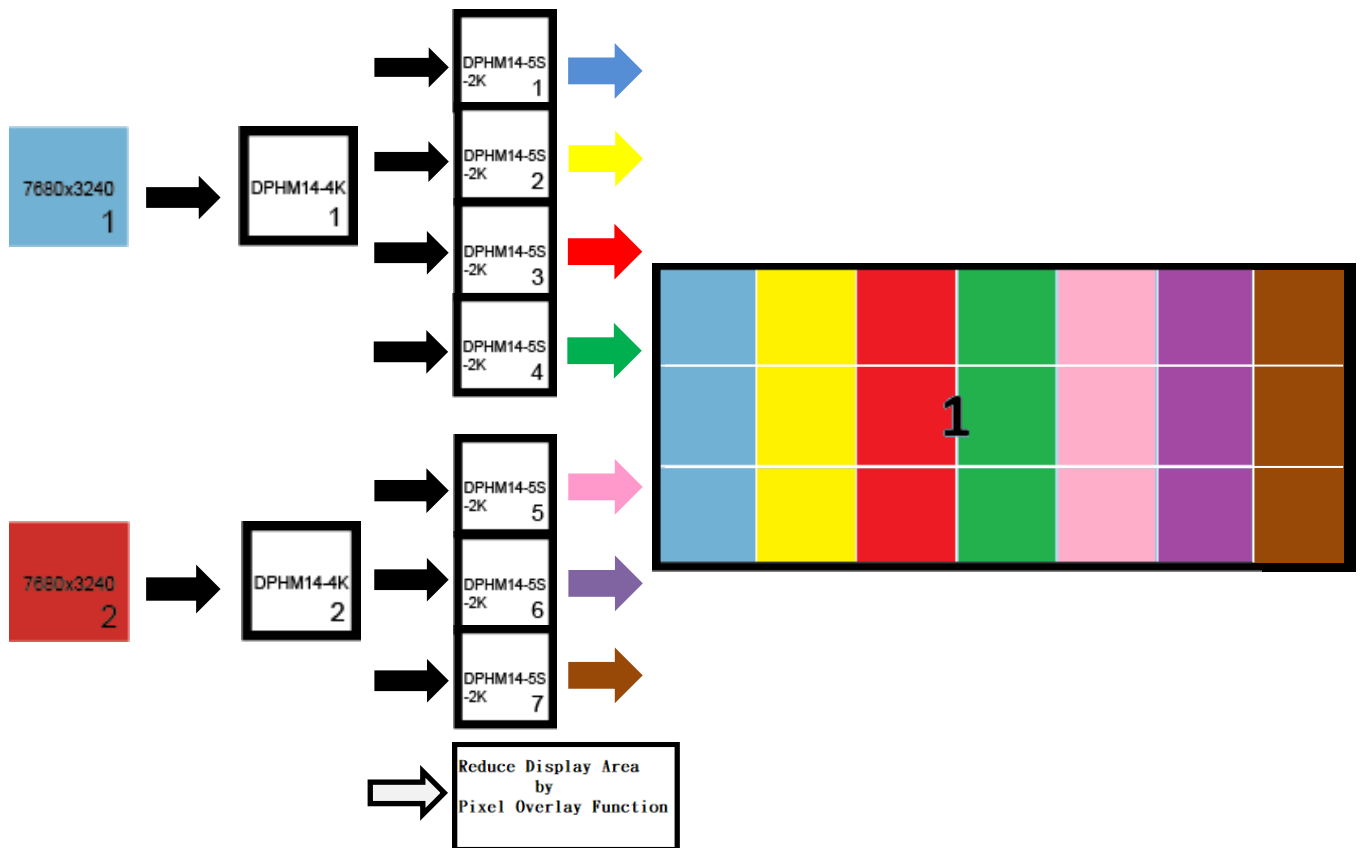 DPHM14-5S
-2K
1
DPHM14-5S
-2K
2
7680x3240
1
DPHM14-4K
1
DPHM14-5S
-2K
3
DPHM14-5S
-2K
4
1
DPHM14-5S
-2K
5
7680x3240
2
DPHM14-4K
2
DPHM14-5S
-2K
6
DPHM14-5S
-2K
7
Reduce Display Area
by
Pixel Overlay Function